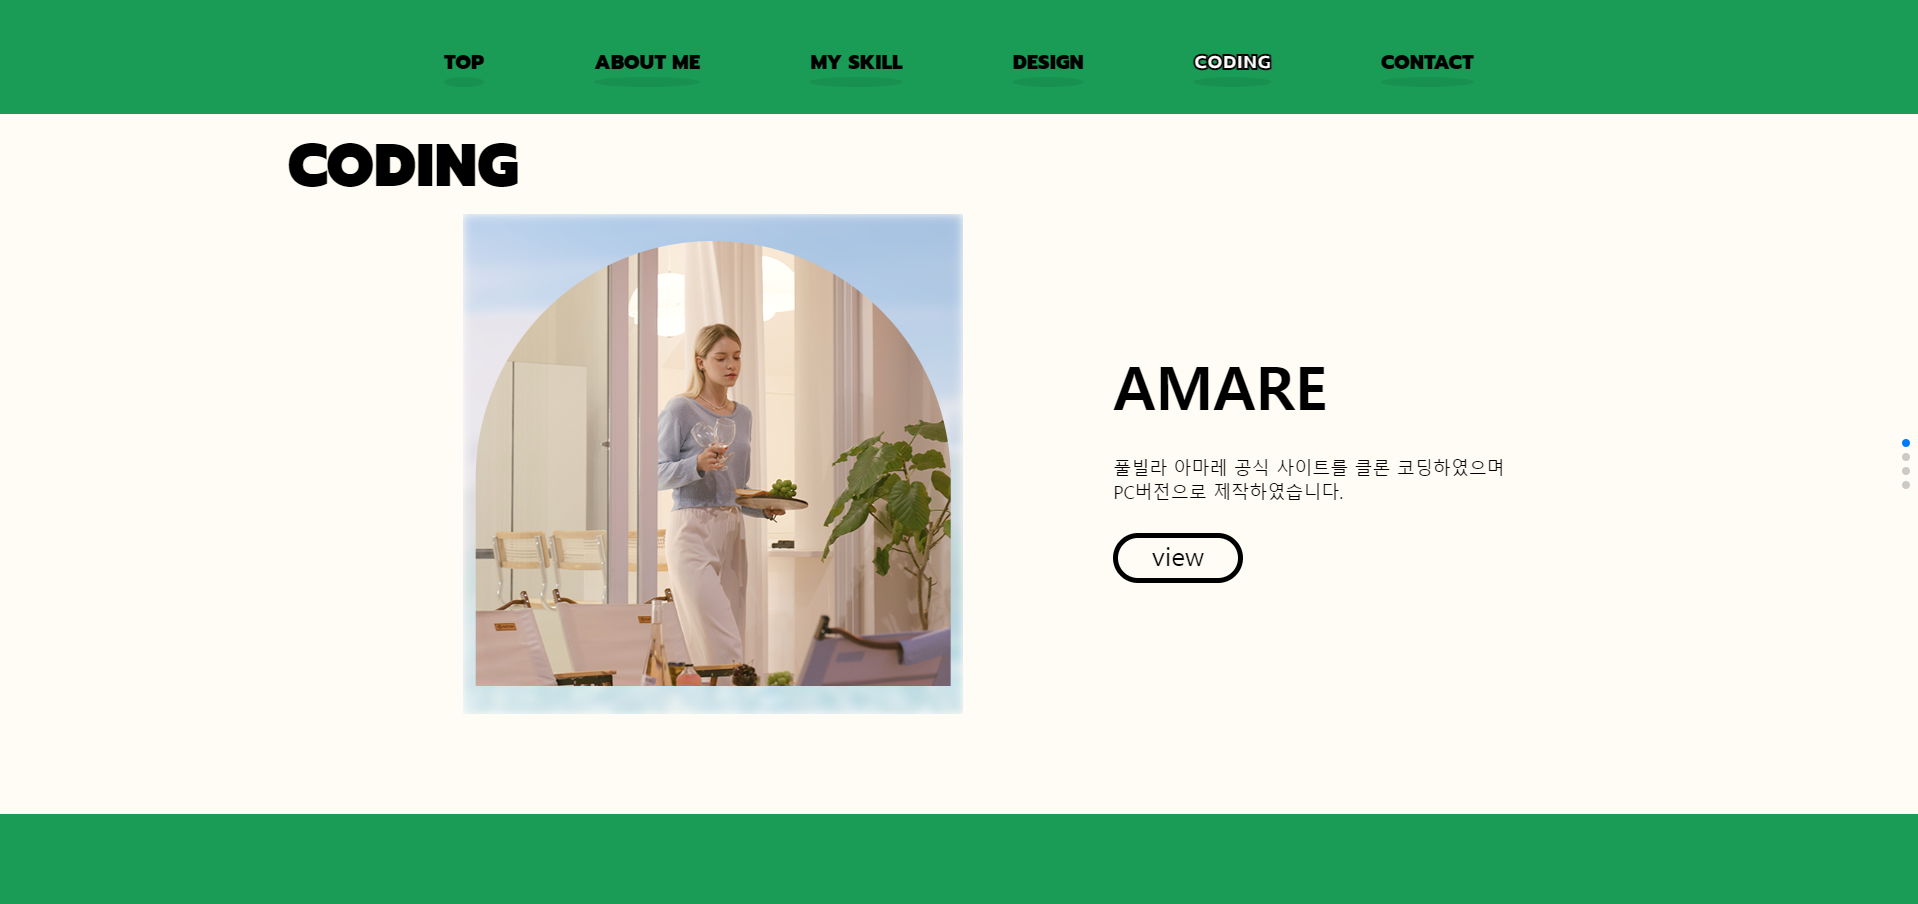 TOP
ABOUT ME
MY SKILL
DESIGN
CODING
CONTACT
CODING
AMARE
풀빌라 아마레 공식 사이트를 클론 코딩하였으며
PC버전으로 제작하였습니다.
view